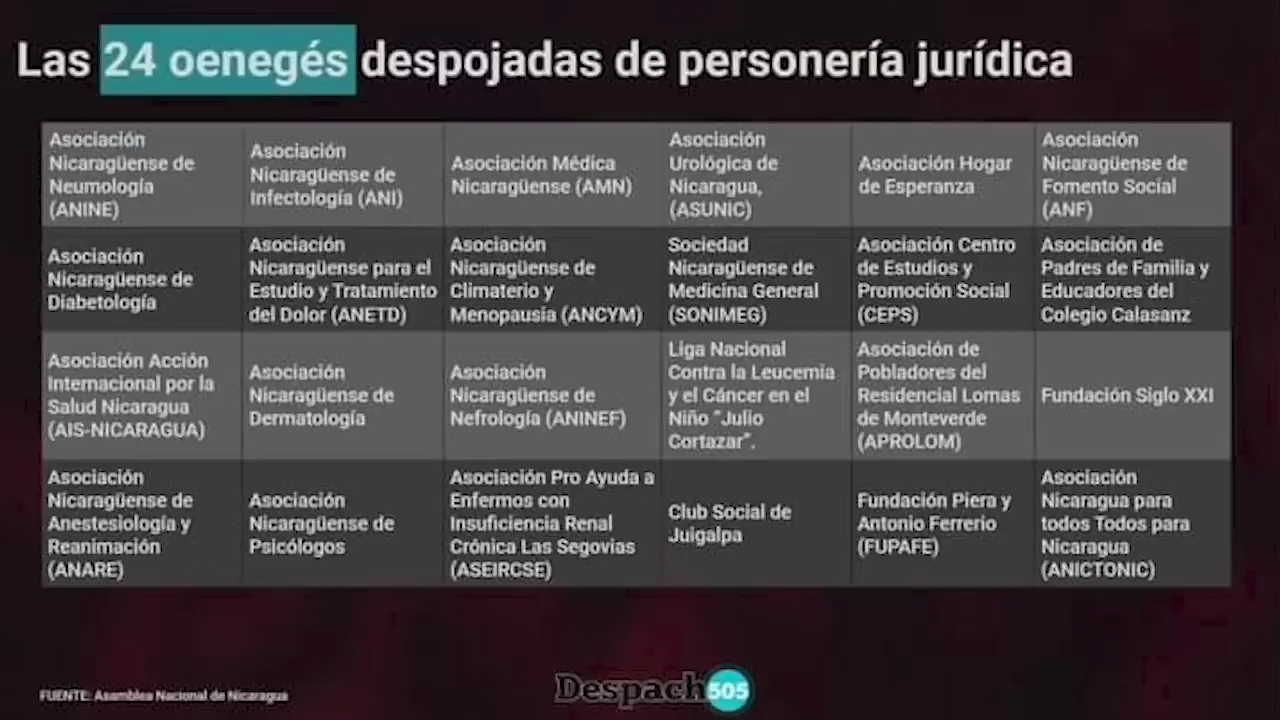 Las 24 oenegés despojadas de personería jurídica
Asociación
Nicaragüense de
Neumología
(ANINE)
Asociación
Nicaragüense de
Infectología (ANI)
Asociación Médica
Nicaragüense (AMN)
Asociación
Urológica de
Nicaragua,
(ASUNIC)
Asociación Hogar
de Esperanza
Asociación
Nicaragüense de
Fomento Social
(ANF)
Asociación
Nicaragüense de
Diabetología
Asociación
Nicaragüense para el
Estudio y Tratamiento
del Dolor (ANETD)
Asociación
Nicaragüense de
Climaterio y
Menopausia (ANCYM)
Sociedad
Nicaragüense de
Medicina General
(SONIMEG)
Asociación Centro
de Estudios y
Promoción Social
(CEPS)
Asociación de
Padres de Familia y
Educadores del
Colegio Calasanz
Asociación Acción
Internacional por la
Salud Nicaragua
(AIS-NICARAGUA)
Asociación
Nicaragüense de
Dermatología
Asociación
Nicaragüense de
Nefrología (ANINEF)
Liga Nacional
Contra la Leucemia
y el Cáncer en el
Niño “Julio
Cortazar”.
Asociación de
Pobladores del
Residencial Lomas
de Monteverde
(APROLOM)
Fundación Siglo XXI
Asociación
Nicaragüense de
Anestesiología y
Reanimación
(ANARE)
Asociación
Nicaragüense de
Psicólogos
Asociación Pro Ayuda a
Enfermos con
Insuficiencia Renal
Crónica Las Segovias
(ASEIRCSE)
Club Social de
Juigalpa
Fundación Piera y
Antonio Ferrerio
(FUPAFE)
Asociación
Nicaragua para
todos Todos para
Nicaragua
(ANICTONIC)
FUENTE: Asamblea Nacional de Nicaragua
Despach505